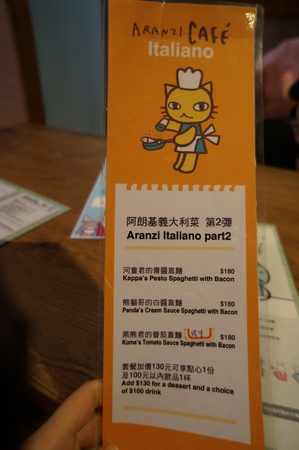 ARANZI CAFÉ
Italiano
阿朗基義大利菜 第2彈
Aranzi Italiano part2
河童君的青醬直麵 $180
Kappa's Pesto Spaghetti with Bacon
熊貓哥的白醬直麵 $180
Panda's Cream Sauce Spaghetti with Bacon
黑熊君的番茄直麵 $180
Kuma's Tomato Sauce Spaghetti with Bacon
套餐加價130元可享點心1份
及100元以內飲品1杯
Add $130 for a dessert and a choice
of $100 drink